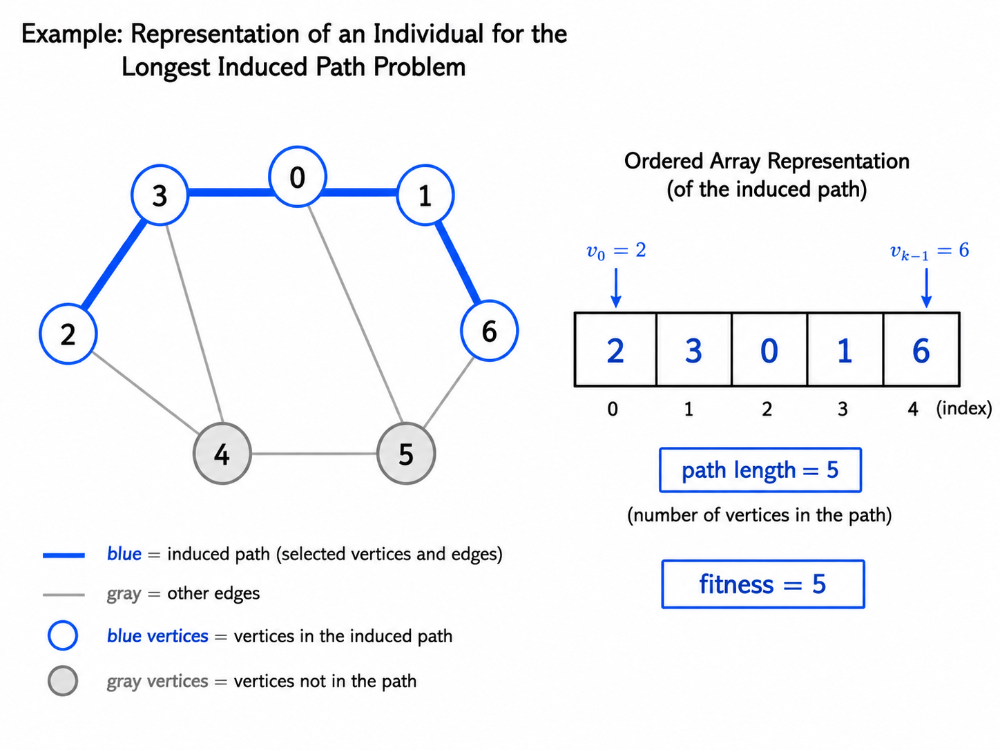 Example: Representation of an Individual for the
Longest Induced Path Problem
3
0
1
2
6
4
5
blue = induced path (selected vertices and edges)
gray = other edges
blue vertices = vertices in the induced path
gray vertices = vertices not in the path
Ordered Array Representation
(of the induced path)
v₀ = 2
vₖ₋₁ = 6
2 3 0 1 6
0 1 2 3 4 (index)
path length = 5
(number of vertices in the path)
fitness = 5